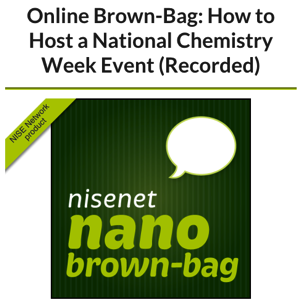 Online Brown-Bag: How to
Host a National Chemistry
Week Event (Recorded)
NISE Network
product
nisenet
nano
brown-bag